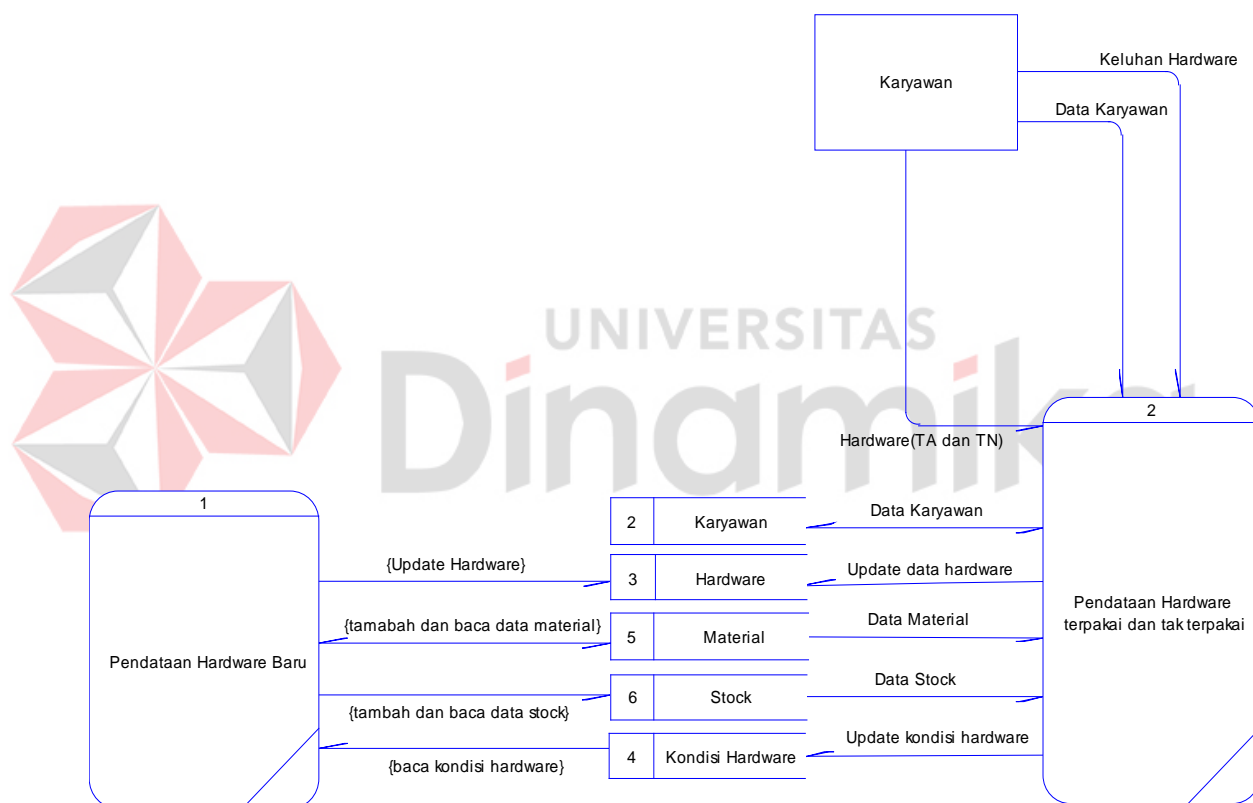 Keluhan Hardware
Karyawan
Data Karyawan
UNIVERSITAS
Dinamika
2
Hardware(TA dan TN)
1
2 Karyawan
Data Karyawan
{Update Hardware}
3 Hardware
Update data hardware
Pendataan Hardware
terpakai dan tak terpakai
{tamabah dan baca data material}
5 Material
Data Material
Pendataan Hardware Baru
6 Stock
Data Stock
{tambah dan baca data stock}
Update kondisi hardware
4 Kondisi Hardware
{baca kondisi hardware}